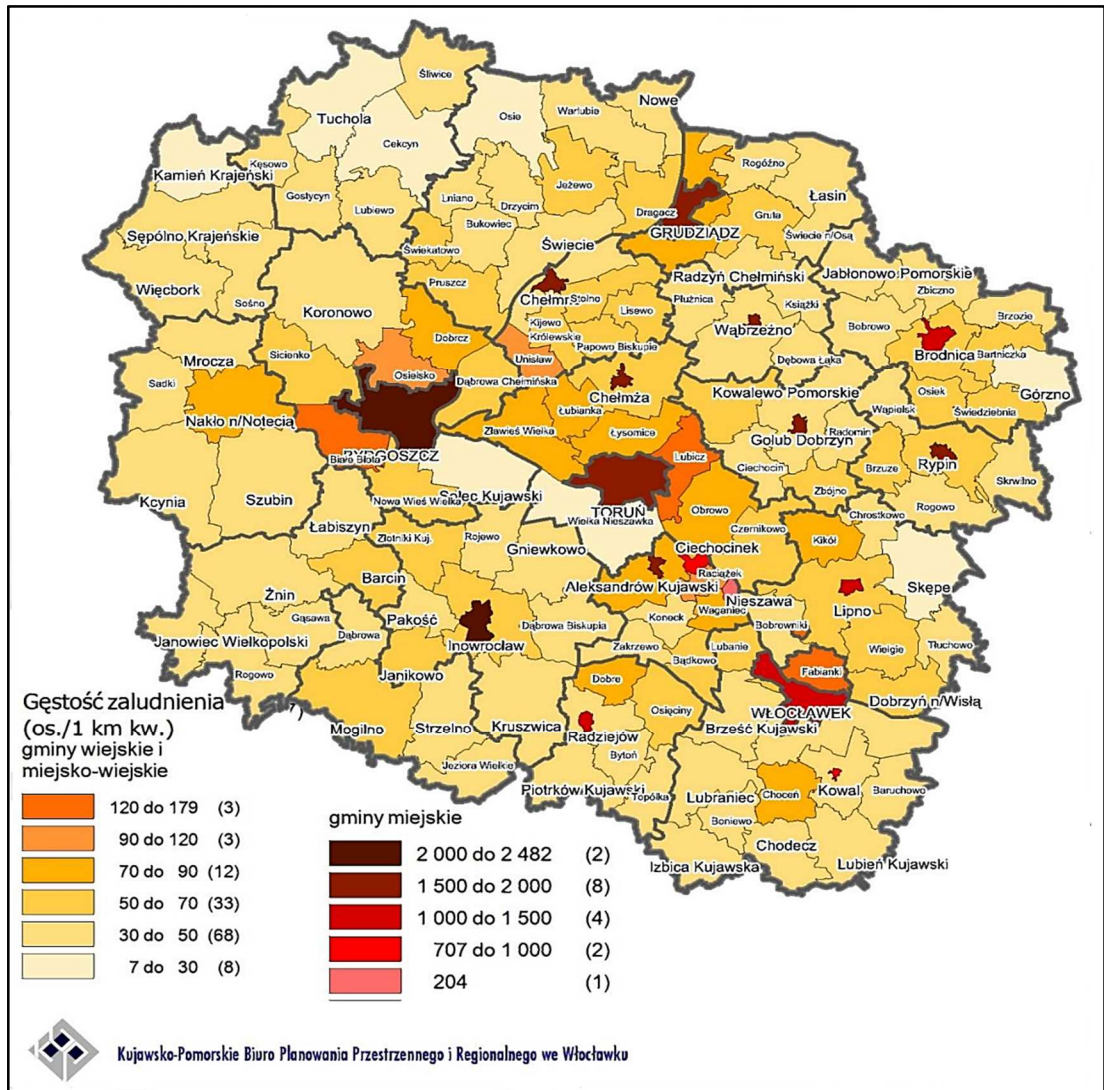 Śliwice
Nowe
Warlubie
Osie
Tuchola
Cekcyn
Rogóźno
Kęsowo
Kamień Krajeński
Jeżewo
Łasin
Gostycyn
Lniano
Drzycim
Lubiewo
Dragacz
Gruta
Bukowiec
GRUDZIĄDZ
Sępólno Krajeńskie
Świecie n/Osą
Świekatowo
Świecie
Radzyń Chełmiński
Jabłonowo Pomorskie
Pruszcz
Zbiczno
Więcbork
Chełmno
Stolno
Płużnica
Książki
Sośno
Lisewo
Brzozie
Koronowo
Kijewo
Królewskie
Wąbrzeźno
Bobrowo
Dobrcz
Papowo Biskupie
Brodnica
Bartniczka
Mrocza
Sicienko
Unisław
Dębowa Łąka
Osielsko
Dąbrowa Chełmińska
Sadki
Chełmża
Kowalewo Pomorskie
Osiek
Górzno
Wąpielsk
Świedziebnia
Łubianka
Nakło n/Notecią
Zławieś Wielka
Łysomice
Golub Dobrzyń
Radomin
BYDGOSZCZ
Białe Błota
Lubicz
Rypin
Ciechocin
Brzuze
Skrwilno
Solec Kujawski
Kcynia
Szubin
Nowa Wieś Wielka
TORUŃ
Zbójno
Obrowo
Rogowo
Wielka Nieszawka
Chrostkowo
Łabiszyn
Czernikowo
Złotniki Kuj.
Rojewo
Gniewkowo
Kikół
Ciechocinek
Raciążek
Barcin
Aleksandrów Kujawski
Skępe
Żnin
Nieszawa
Lipno
Gąsawa
Pakość
Waganiec
Bobrowniki
Dąbrowa Biskupia
Koneck
Janowiec Wielkopolski
Dąbrowa
Inowrocław
Zakrzewo
Lubanie
Wielgie
Tłuchowo
Bądkowo
Rogowo
Janikowo
Fabianki
Dobre
Dobrzyń n/Wisłą
Osięciny
WŁOCŁAWEK
Mogilno
Strzelno
Kruszwica
Brześć Kujawski
Radziejów
Bytoń
Jeziora Wielkie
Piotrków Kujawski
Topólka
Lubraniec
Choceń
Kowal
Baruchowo
Boniewo
Chodecz
Izbica Kujawska
Lubień Kujawski
Gęstość zaludnienia
(os./1 km kw.)
gminy wiejskie i
miejsko-wiejskie
120 do 179 (3)
90 do 120 (3)
70 do 90 (12)
50 do 70 (33)
30 do 50 (68)
7 do 30 (8)
gminy miejskie
2 000 do 2 482 (2)
1 500 do 2 000 (8)
1 000 do 1 500 (4)
707 do 1 000 (2)
204 (1)
Kujawsko-Pomorskie Biuro Planowania Przestrzennego i Regionalnego we Włocławku